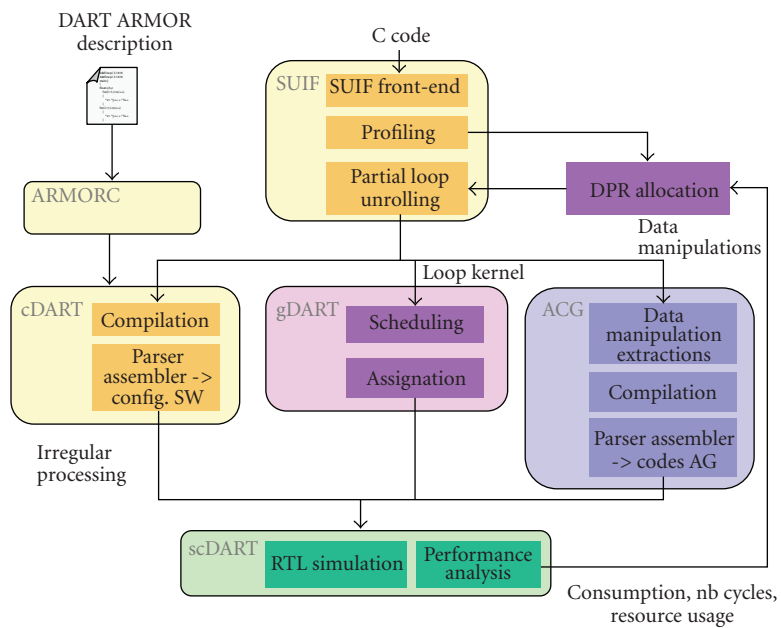 DART ARMOR
description
C code
SUIF
SUIF front-end
Profiling
Partial loop
unrolling
DPR allocation
ARMORC
Data
manipulations
Loop kernel
cDART
Compilation
Parser
assembler ->
config. SW
gDART
Scheduling
Assignation
ACG
Data
manipulation
extractions
Compilation
Parser assembler
-> codes AG
Irregular
processing
scDART
RTL simulation
Performance
analysis
Consumption, nb cycles,
resource usage